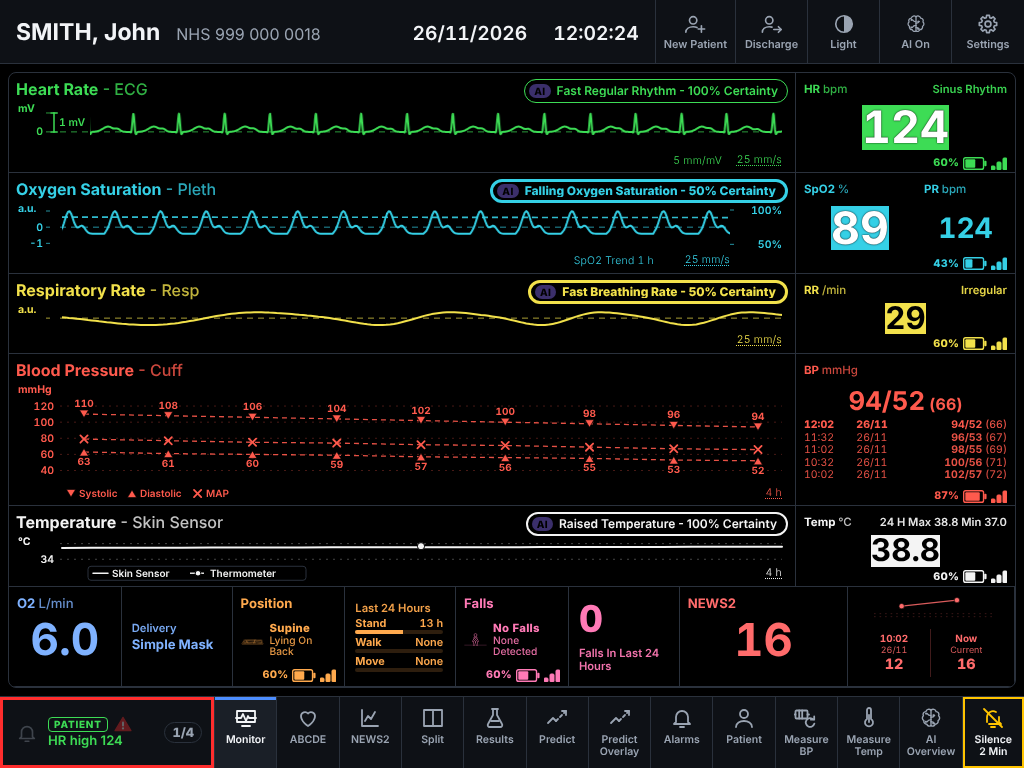 SMITH, John NHS 999 000 0018 26/11/2026 12:02:24
New Patient Discharge Light AI On Settings
Heart Rate - ECG
AI Fast Regular Rhythm - 100% Certainty
mV
1 mV
0
5 mm/mV 25 mm/s
HR bpm Sinus Rhythm
124
60%
Oxygen Saturation - Pleth
AI Falling Oxygen Saturation - 50% Certainty
a.u.
0
-1
100%
50%
SpO2 Trend 1 h 25 mm/s
SpO2 % PR bpm
89 124
43%
Respiratory Rate - Resp
AI Fast Breathing Rate - 50% Certainty
a.u.
25 mm/s
RR /min Irregular
29
60%
Blood Pressure - Cuff
mmHg
120
100
80
60
40
110 108 106 104 102 100 98 96 94
63 61 60 59 57 56 55 53 52
Systolic Diastolic MAP
4 h
BP mmHg
94/52 (66)
12:02 26/11 94/52 (66)
11:32 26/11 96/53 (67)
11:02 26/11 98/55 (69)
10:32 26/11 100/56 (71)
10:02 26/11 102/57 (72)
87%
Temperature - Skin Sensor
AI Raised Temperature - 100% Certainty
°C
34
Skin Sensor Thermometer
4 h
Temp °C 24 H Max 38.8 Min 37.0
38.8
60%
O2 L/min
6.0
Delivery
Simple Mask
Position
Supine
Lying On
Back
60%
Last 24 Hours
Stand 13 h
Walk None
Move None
Falls
No Falls
None
Detected
60%
0
Falls In Last 24
Hours
NEWS2
16
10:02
26/11
12
Now
Current
16
PATIENT
HR high 124
1/4
Monitor
ABCDE
NEWS2
Split
Results
Predict
Predict
Overlay
Alarms
Patient
Measure
BP
Measure
Temp
AI
Overview
Silence
2 Min